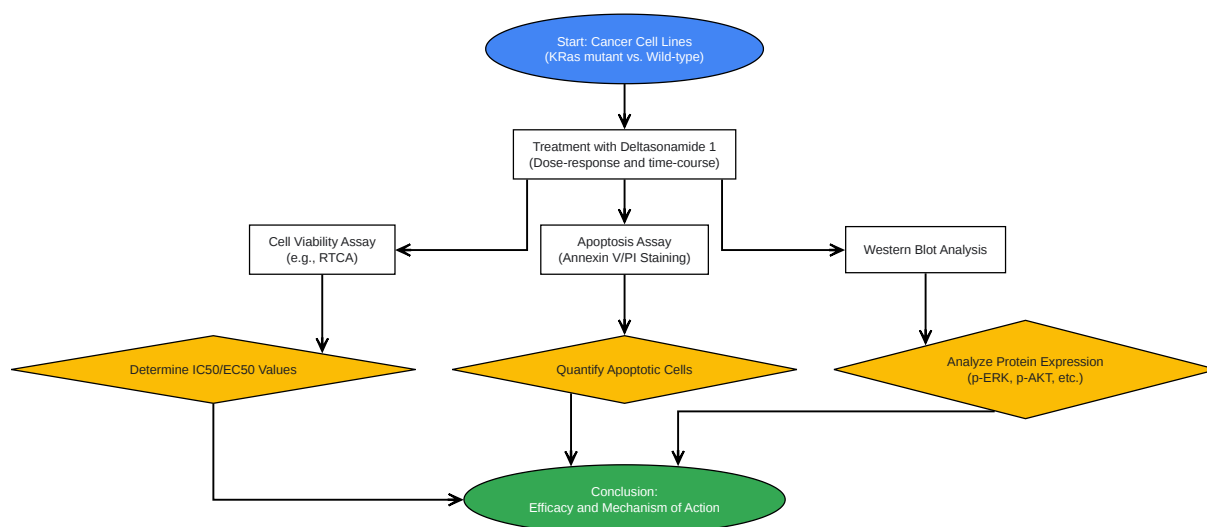 Start: Cancer Cell Lines
(KRas mutant vs. Wild-type)
Treatment with Deltasonamide 1
(Dose-response and time-course)
Cell Viability Assay
(e.g., RTCA)
Apoptosis Assay
(Annexin V/PI Staining)
Western Blot Analysis
Determine IC50/EC50 Values
Quantify Apoptotic Cells
Analyze Protein Expression
(p-ERK, p-AKT, etc.)
Conclusion:
Efficacy and Mechanism of Action